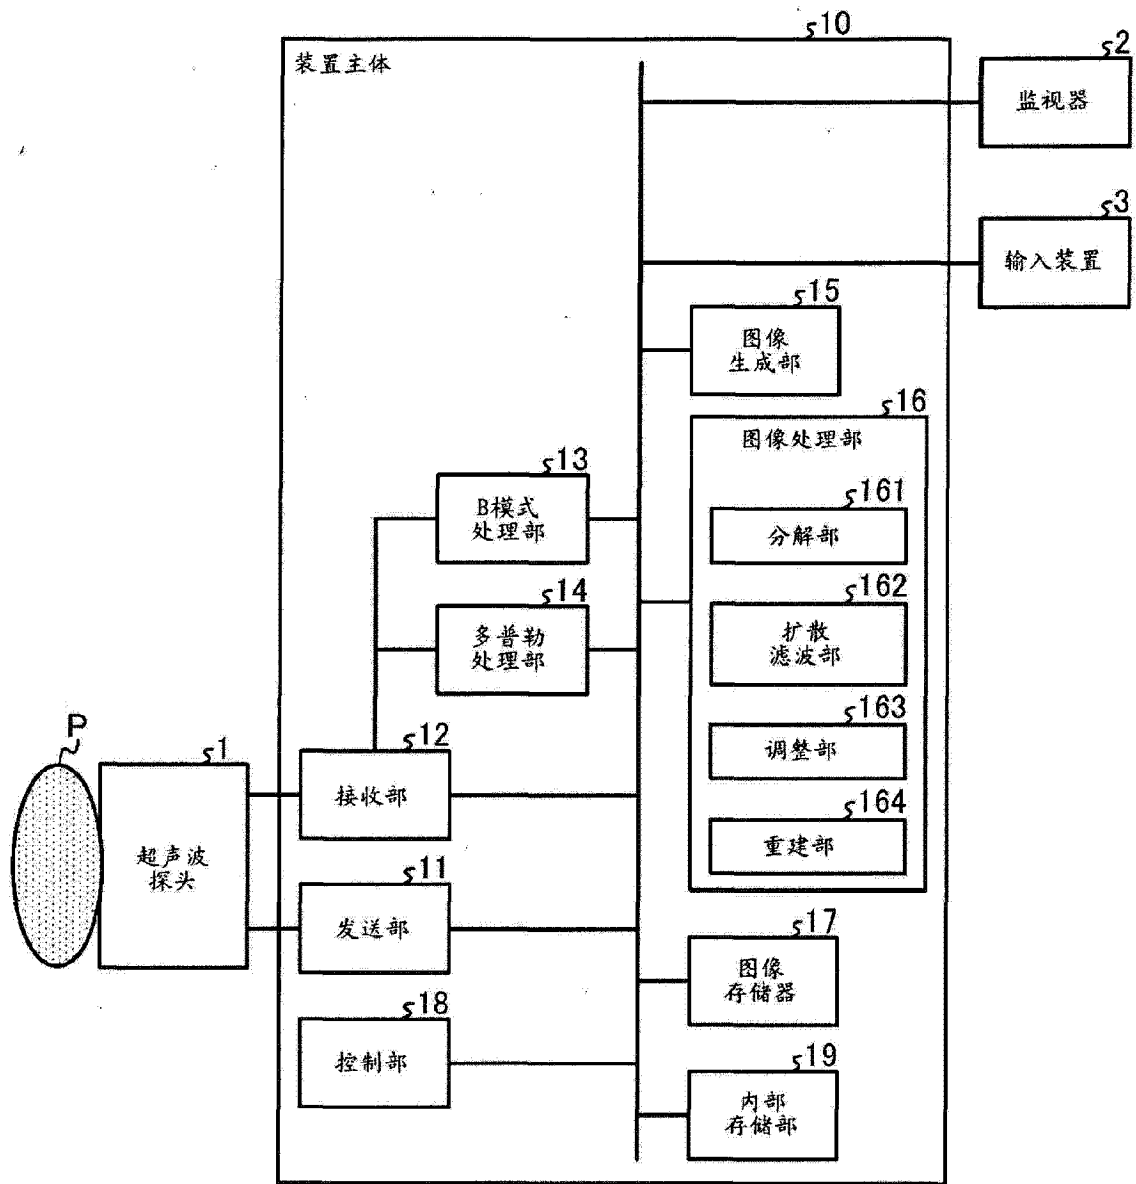 10
装置主体
2
监视器
3
输入装置
15
图像
生成部
16
图像处理部
13
B模式
处理部
161
分解部
14
多普勒
处理部
162
扩散
滤波部
163
调整部
P
1
超声波
探头
12
接收部
164
重建部
11
发送部
17
图像
存储器
18
控制部
19
内部
存储部